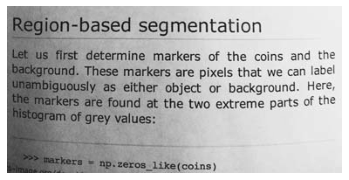 Region-based segmentation
Let us first determine markers of the coins and the
background. These markers are pixels that we can label
unambiguously as either object or background. Here,
the markers are found at the two extreme parts of the
histogram of grey values:
>>> markers = np.zeros_like(coins)